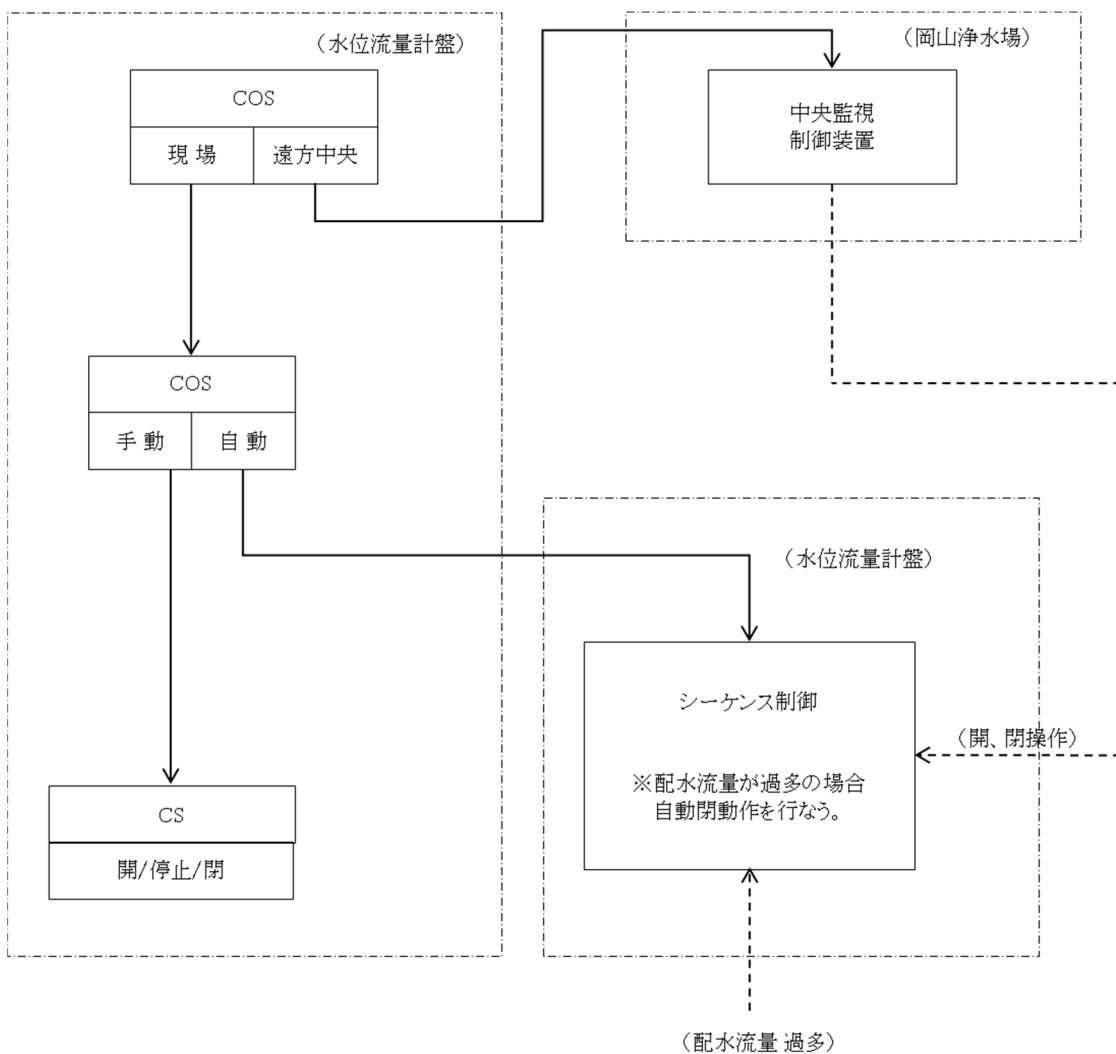 （水位流量計盤）
COS
現 場
遠方中央
（岡山浄水場）
中央監視
制御装置
COS
手 動
自 動
（水位流量計盤）
シーケンス制御
※配水流量が過多の場合
自動閉動作を行なう。
（開、閉操作）
CS
開/停止/閉
（配水流量 過多）